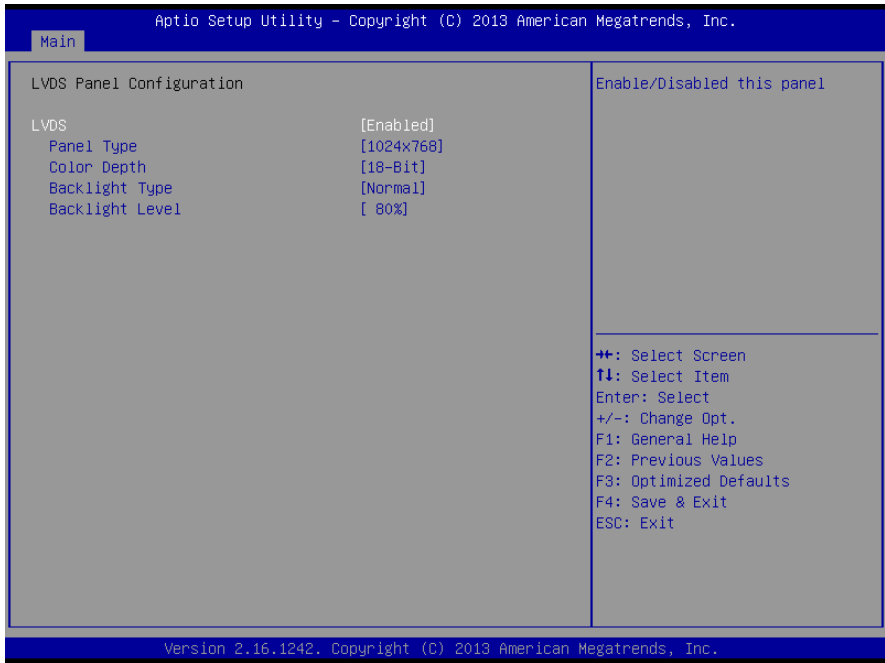 Aptio Setup Utility – Copyright (C) 2013 American Megatrends, Inc.
Main
LVDS Panel Configuration
LVDS [Enabled]
Panel Type [1024x768]
Color Depth [18-Bit]
Backlight Type [Normal]
Backlight Level [ 80%]
Enable/Disabled this panel
→←: Select Screen
↑↓: Select Item
Enter: Select
+/-: Change Opt.
F1: General Help
F2: Previous Values
F3: Optimized Defaults
F4: Save & Exit
ESC: Exit
Version 2.16.1242. Copyright (C) 2013 American Megatrends, Inc.